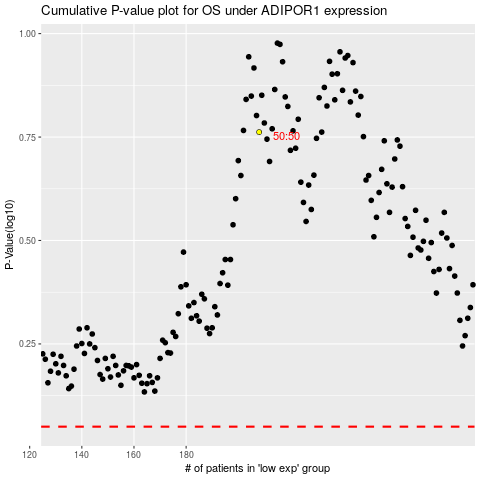 Cumulative P-value plot for OS under ADIPOR1 expression
P-Value(log10)
1.00
0.75
0.50
0.25
50:50
120 140 160 180
# of patients in 'low exp' group